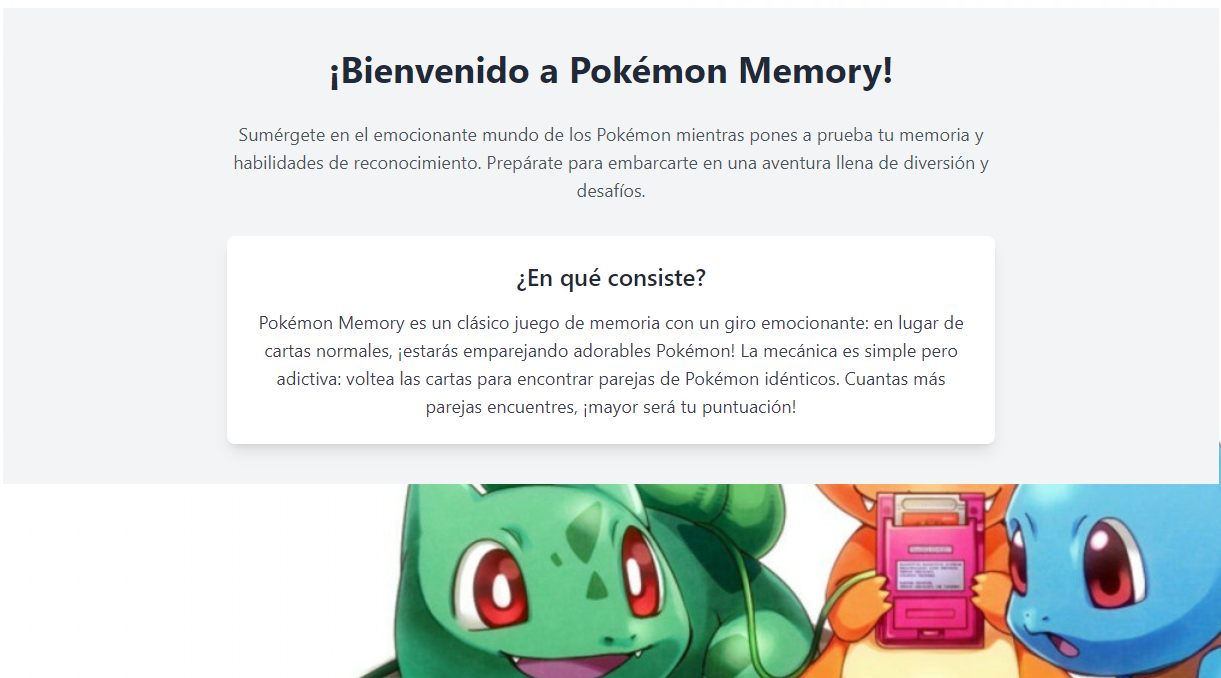 ¡Bienvenido a Pokémon Memory!
Sumérgete en el emocionante mundo de los Pokémon mientras pones a prueba tu memoria y
habilidades de reconocimiento. Prepárate para embarcarte en una aventura llena de diversión y
desafíos.
¿En qué consiste?
Pokémon Memory es un clásico juego de memoria con un giro emocionante: en lugar de
cartas normales, ¡estarás emparejando adorables Pokémon! La mecánica es simple pero
adictiva: voltea las cartas para encontrar parejas de Pokémon idénticos. Cuantas más
parejas encuentres, ¡mayor será tu puntuación!